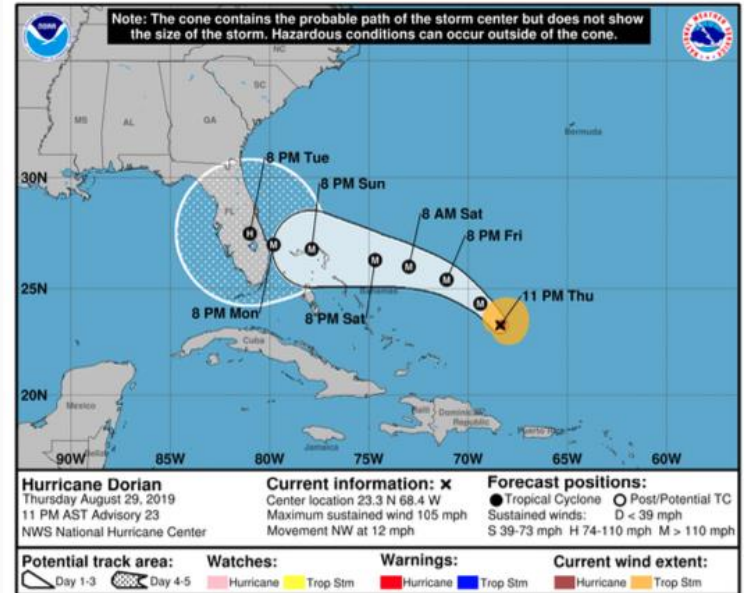 Note: The cone contains the probable path of the storm center but does not show
the size of the storm. Hazardous conditions can occur outside of the cone.
NOAA
NC
SC
MS
AL
GA
Bermuda
8 PM Tue
30N
8 PM Sun
FL
8 AM Sat
H
M
M
M
M
M
8 PM Fri
M
25N
Bahamas
11 PM Thu
8 PM Mon
8 PM Sat
Cuba
20N
Mexico
Haiti
Dominican
Republic
Puerto Rico
Jamaica
Belize
90W
85W
80W
75W
70W
65W
60W
Hurricane Dorian
Thursday August 29, 2019
11 PM AST Advisory 23
NWS National Hurricane Center
Current information: x
Center location 23.3 N 68.4 W
Maximum sustained wind 105 mph
Movement NW at 12 mph
Forecast positions:
Tropical Cyclone Post/Potential TC
Sustained winds: D < 39 mph
S 39-73 mph H 74-110 mph M > 110 mph
Potential track area:
Day 1-3 Day 4-5
Watches:
Hurricane Trop Stm
Warnings:
Hurricane Trop Stm
Current wind extent:
Hurricane Trop Stm